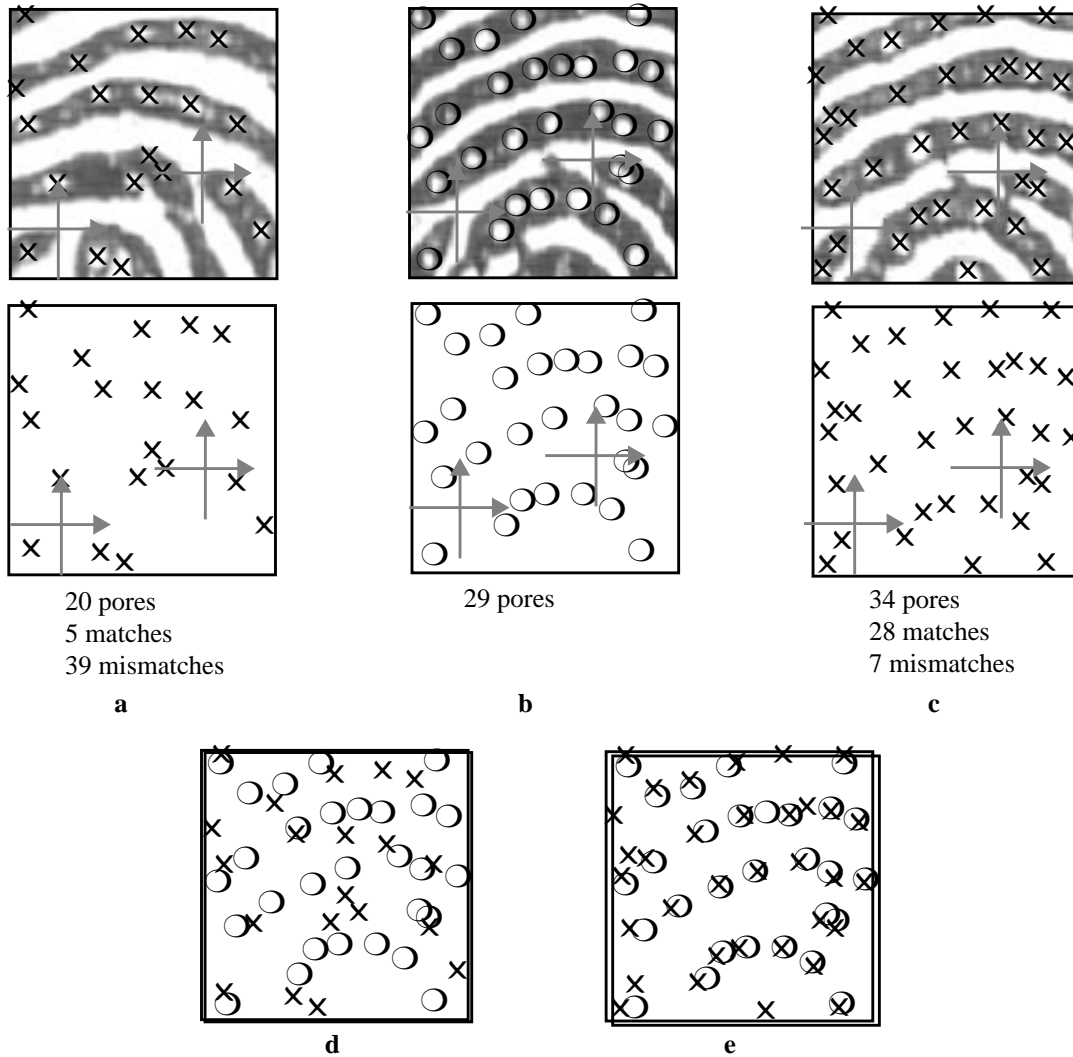 20 pores
5 matches
39 mismatches
a
29 pores
b
34 pores
28 matches
7 mismatches
c
d
e